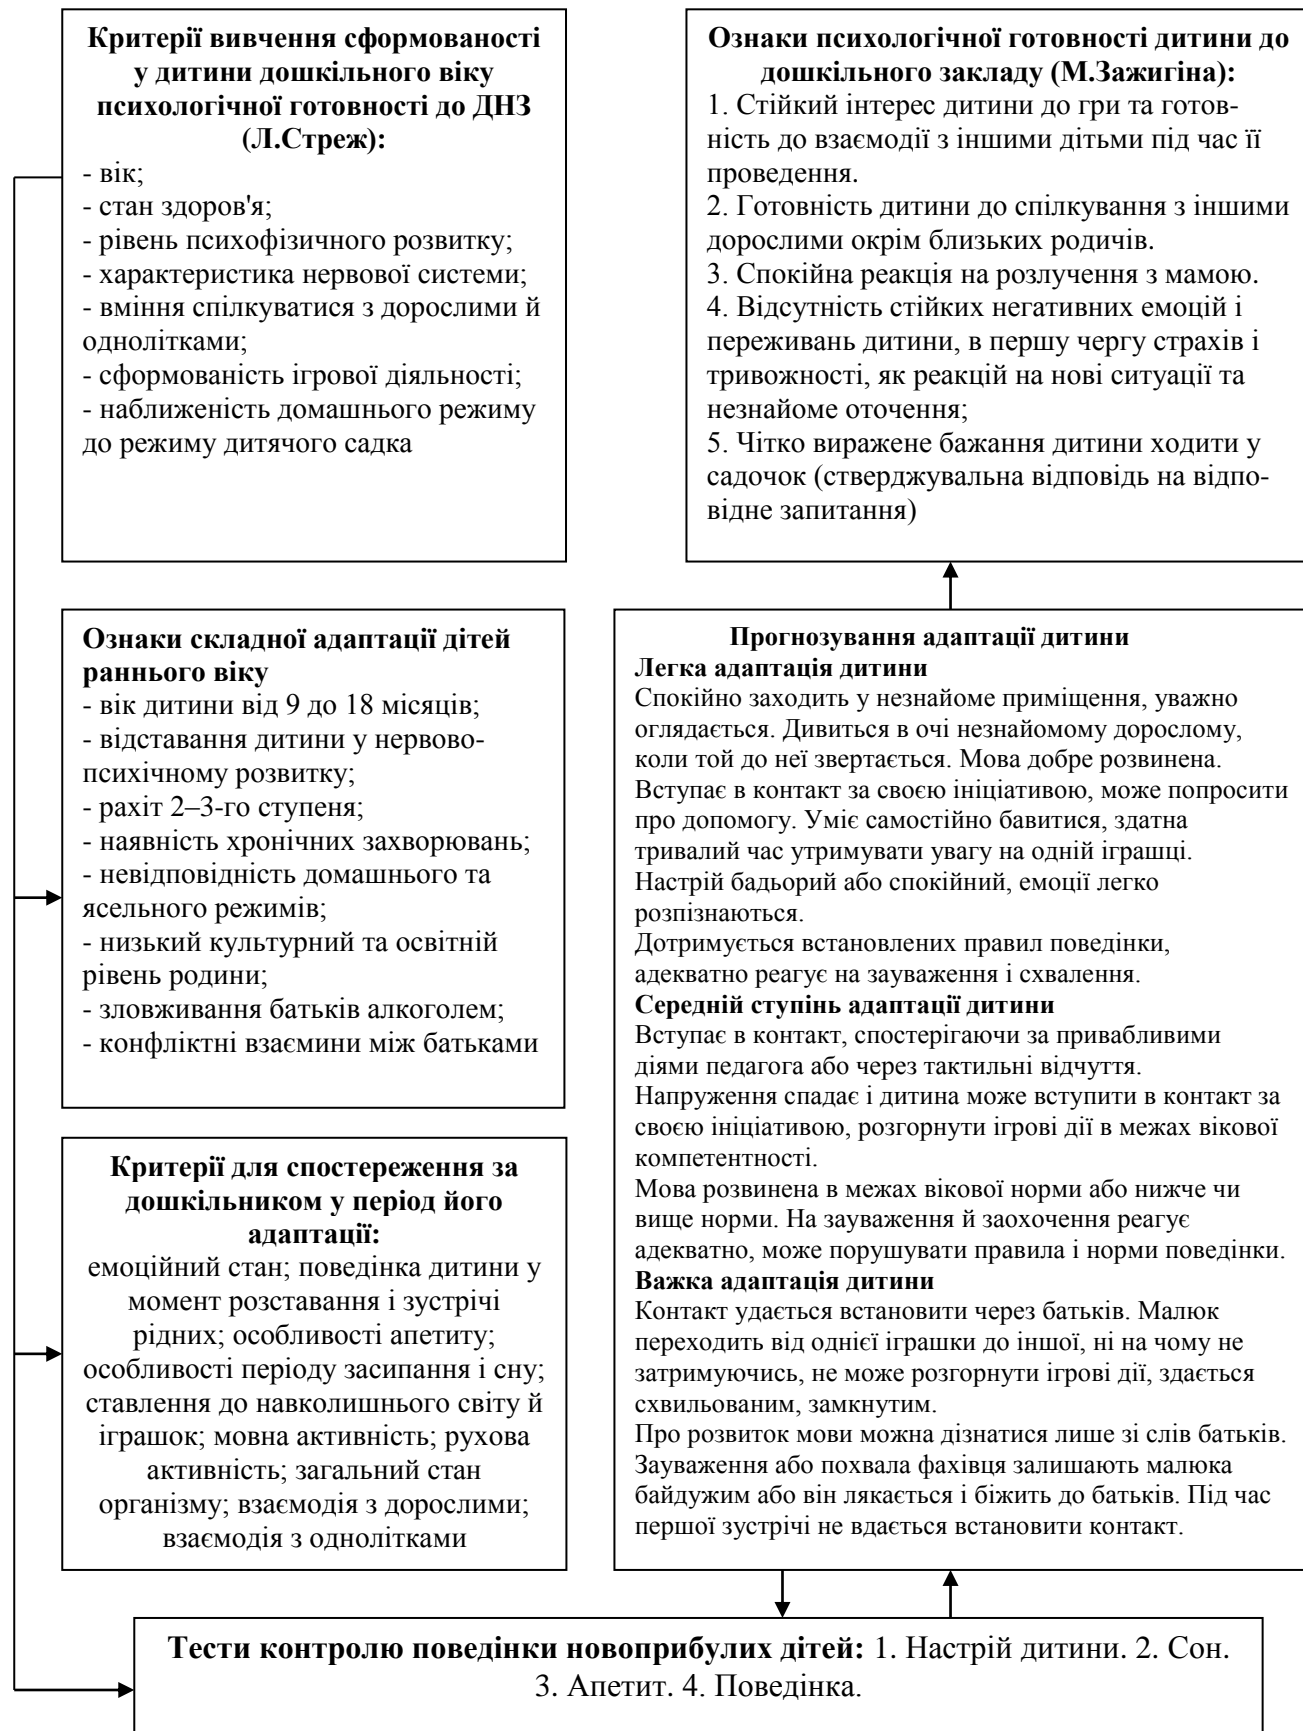 Критерії вивчення сформованості
у дитини дошкільного віку
психологічної готовності до ДНЗ
(Л.Стреж):
- вік;
- стан здоров'я;
- рівень психофізичного розвитку;
- характеристика нервової системи;
- вміння спілкуватися з дорослими й
однолітками;
- сформованість ігрової діяльності;
- наближеність домашнього режиму
до режиму дитячого садка
Ознаки психологічної готовності дитини до
дошкільного закладу (М.Зажигіна):
1. Стійкий інтерес дитини до гри та готов-
ність до взаємодії з іншими дітьми під час її
проведення.
2. Готовність дитини до спілкування з іншими
дорослими окрім близьких родичів.
3. Спокійна реакція на розлучення з мамою.
4. Відсутність стійких негативних емоцій і
переживань дитини, в першу чергу страхів і
тривожності, як реакцій на нові ситуації та
незнайоме оточення;
5. Чітко виражене бажання дитини ходити у
садочок (стверджувальна відповідь на відпо-
відне запитання)
Ознаки складної адаптації дітей
раннього віку
- вік дитини від 9 до 18 місяців;
- відставання дитини у нервово-
психічному розвитку;
- рахіт 2–3-го ступеня;
- наявність хронічних захворювань;
- невідповідність домашнього та
ясельного режимів;
- низький культурний та освітній
рівень родини;
- зловживання батьків алкоголем;
- конфліктні взаємини між батьками
Критерії для спостереження за
дошкільником у період його
адаптації:
емоційний стан; поведінка дитини у
момент розставання і зустрічі
рідних; особливості апетиту;
особливості періоду засипання і сну;
ставлення до навколишнього світу й
іграшок; мовна активність; рухова
активність; загальний стан
організму; взаємодія з дорослими;
взаємодія з однолітками
Прогнозування адаптації дитини
Легка адаптація дитини
Спокійно заходить у незнайоме приміщення, уважно
оглядається. Дивиться в очі незнайомому дорослому,
коли той до неї звертається. Мова добре розвинена.
Вступає в контакт за своєю ініціативою, може попросити
про допомогу. Уміє самостійно бавитися, здатна
тривалий час утримувати увагу на одній іграшці.
Настрій бадьорий або спокійний, емоції легко
розпізнаються.
Дотримується встановлених правил поведінки,
адекватно реагує на зауваження і схвалення.
Середній ступінь адаптації дитини
Вступає в контакт, спостерігаючи за привабливими
діями педагога або через тактильні відчуття.
Напруження спадає і дитина може вступити в контакт за
своєю ініціативою, розгорнути ігрові дії в межах вікової
компетентності.
Мова розвинена в межах вікової норми або нижче чи
вище норми. На зауваження й заохочення реагує
адекватно, може порушувати правила і норми поведінки.
Важка адаптація дитини
Контакт удається встановити через батьків. Малюк
переходить від однієї іграшки до іншої, ні на чому не
затримуючись, не може розгорнути ігрові дії, здається
схвильованим, замкнутим.
Про розвиток мови можна дізнатися лише зі слів батьків.
Зауваження або похвала фахівця залишають малюка
байдужим або він лякається і біжить до батьків. Під час
першої зустрічі не вдається встановити контакт.
Тести контролю поведінки новоприбулих дітей: 1. Настрій дитини. 2. Сон.
3. Апетит. 4. Поведінка.